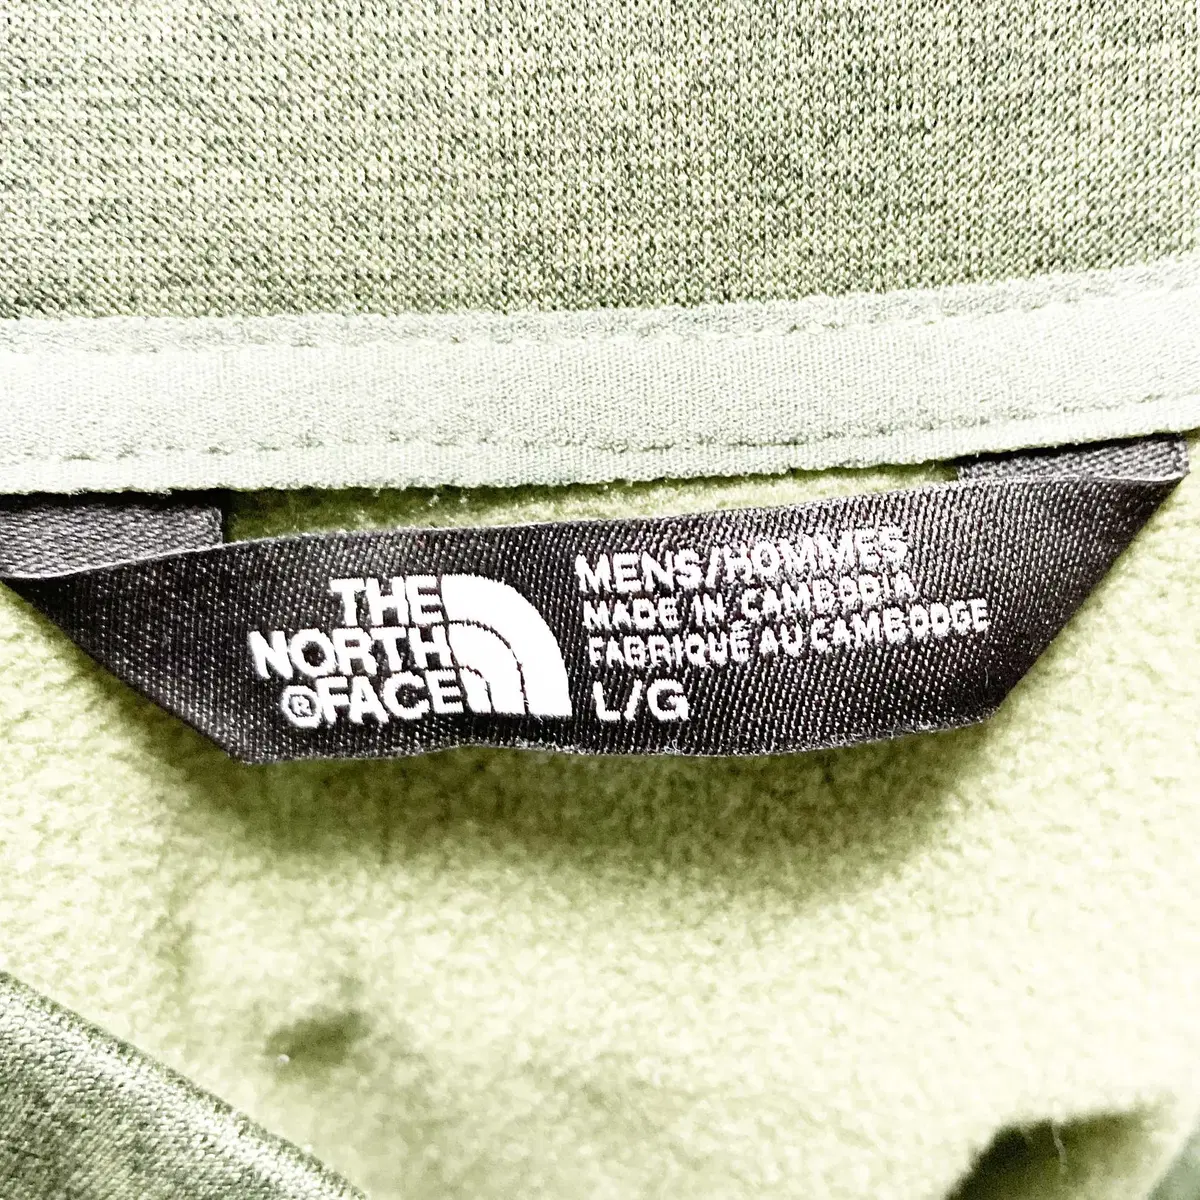 THE
NORTH
®FACE
MENS/HOMMES
MADE IN CAMBODIA
FABRIQUÉ AU CAMBODGE
L/G